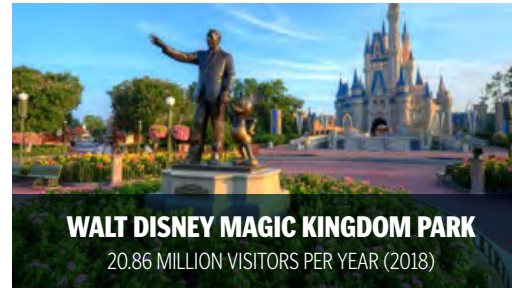 WALT DISNEY MAGIC KINGDOM PARK
20.86 MILLION VISITORS PER YEAR (2018)